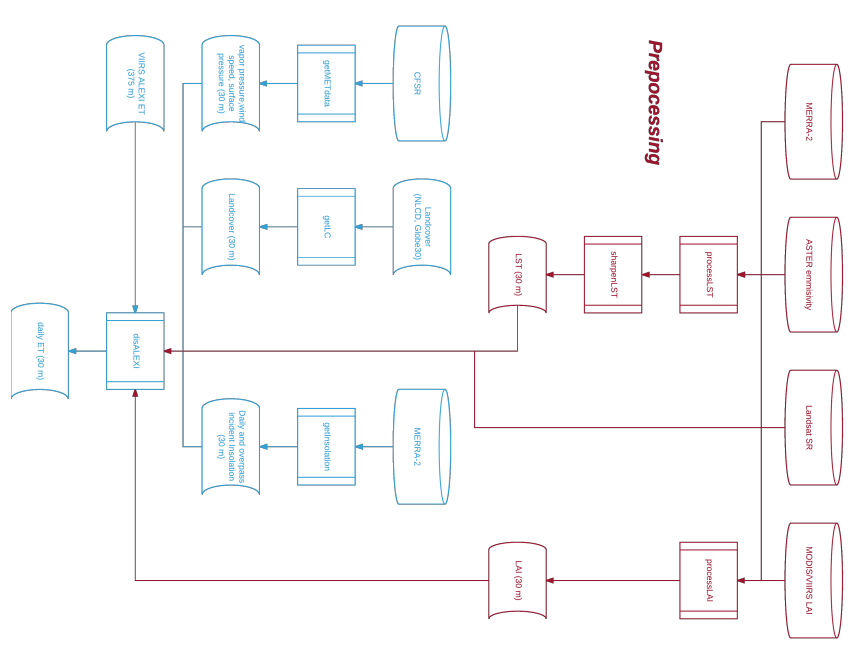 Prepocessing
MERRA-2
ASTER emmisivity
Landsat SR
MODIS/VIIRS LAI
processLST
processLAI
sharpenLST
LST (30 m)
LAI (30 m)
CFSR
Landcover
(NLCD, Globe30)
MERRA-2
getMETdata
getLC
getInsolation
vapor pressure,wind
speed, surface
pressure (30 m)
Landcover (30 m)
Daily and overpass
incident Insolation
(30 m)
VIIRS ALEXI ET
(375 m)
disALEXI
daily ET (30 m)